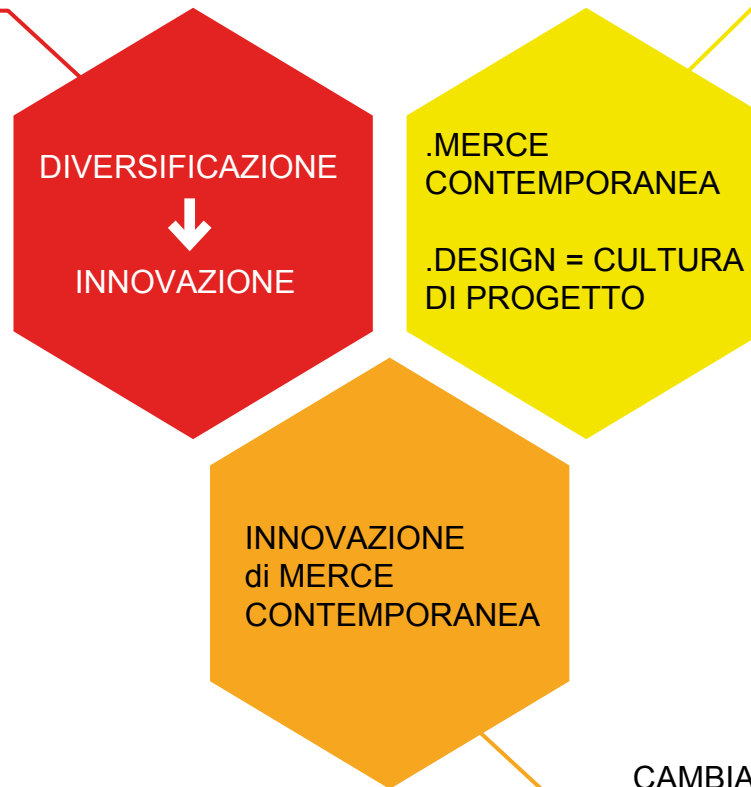 DIVERSIFICAZIONE
INNOVAZIONE
.MERCE
CONTEMPORANEA
.DESIGN = CULTURA
DI PROGETTO
INNOVAZIONE
di MERCE
CONTEMPORANEA
CAMBIA